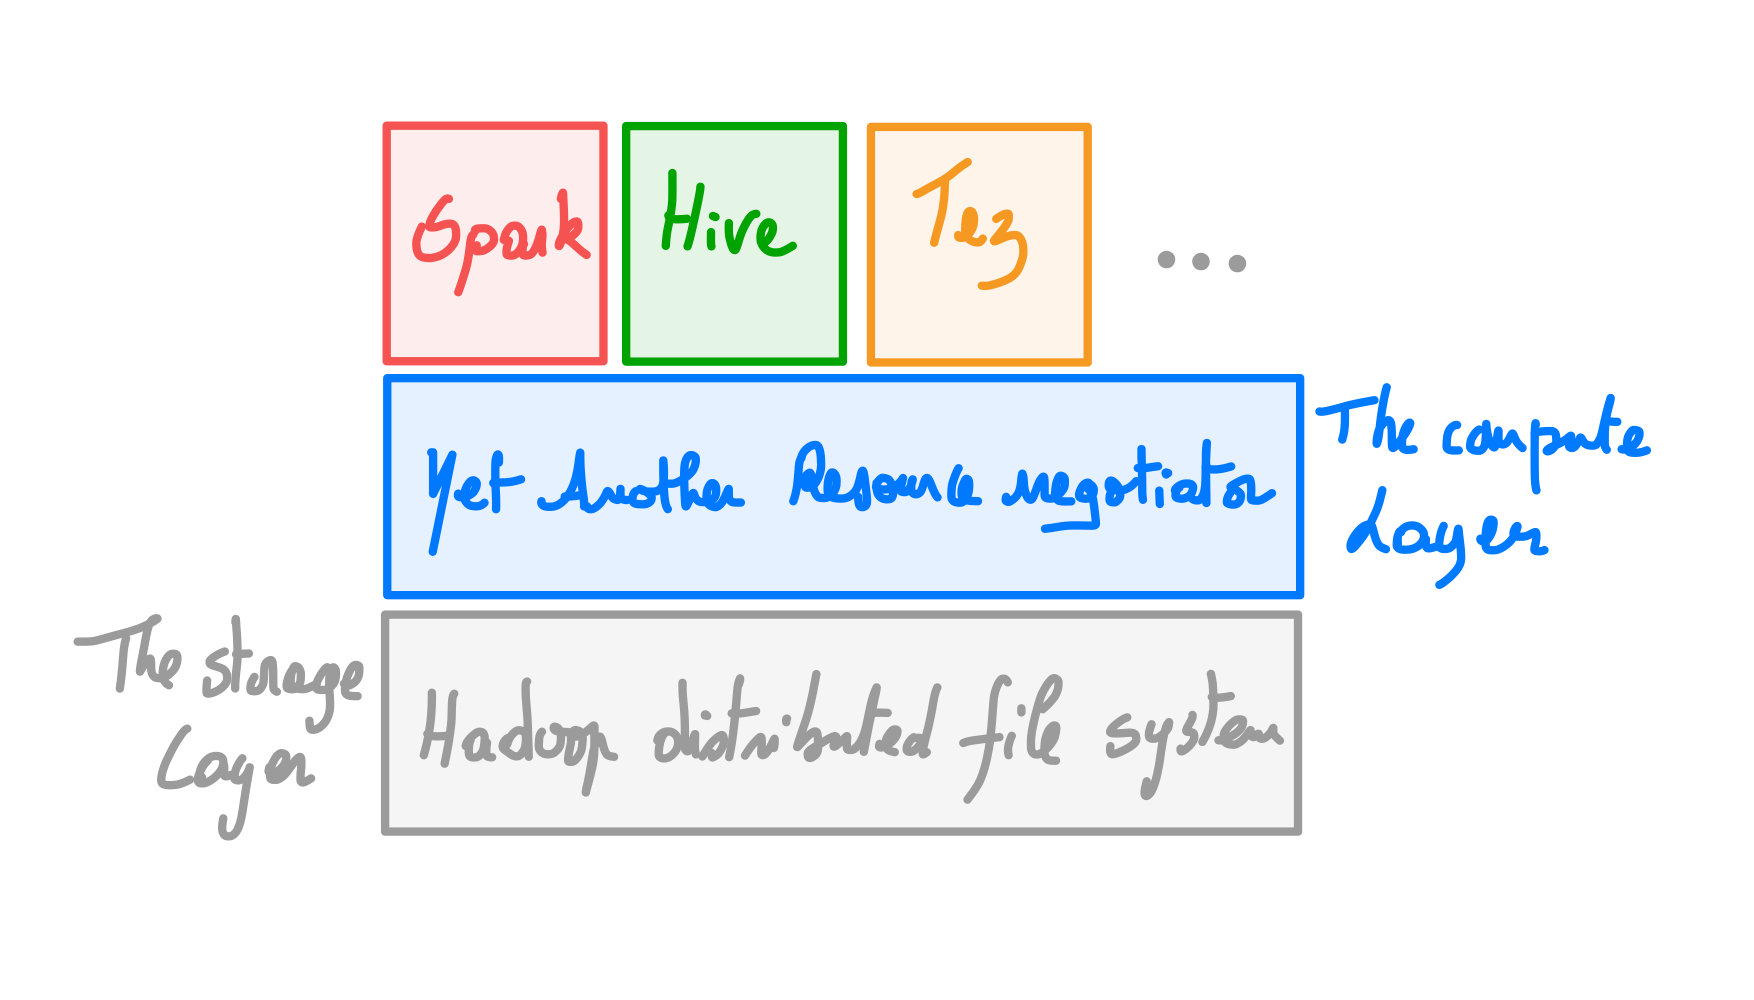 Spark
Hive
Tez
...
Yet Another Resource negotiator
The compute
Layer
The storage
Layer
Hadoop distributed file system